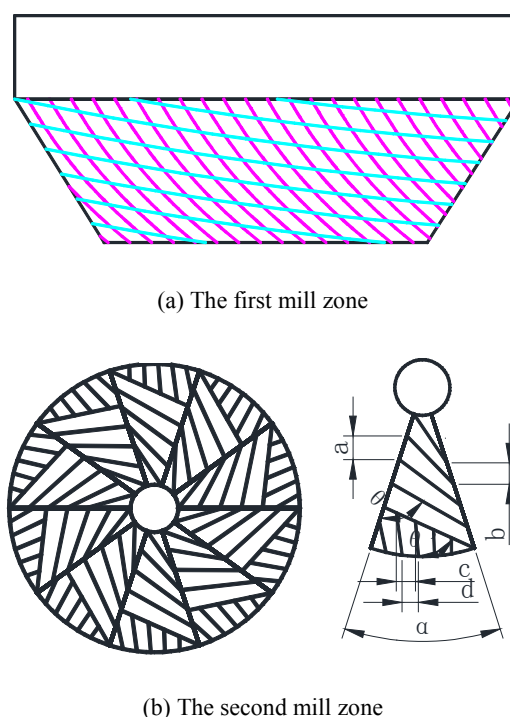 (a) The first mill zone
a
b
θ
θ
c
d
α
(b) The second mill zone